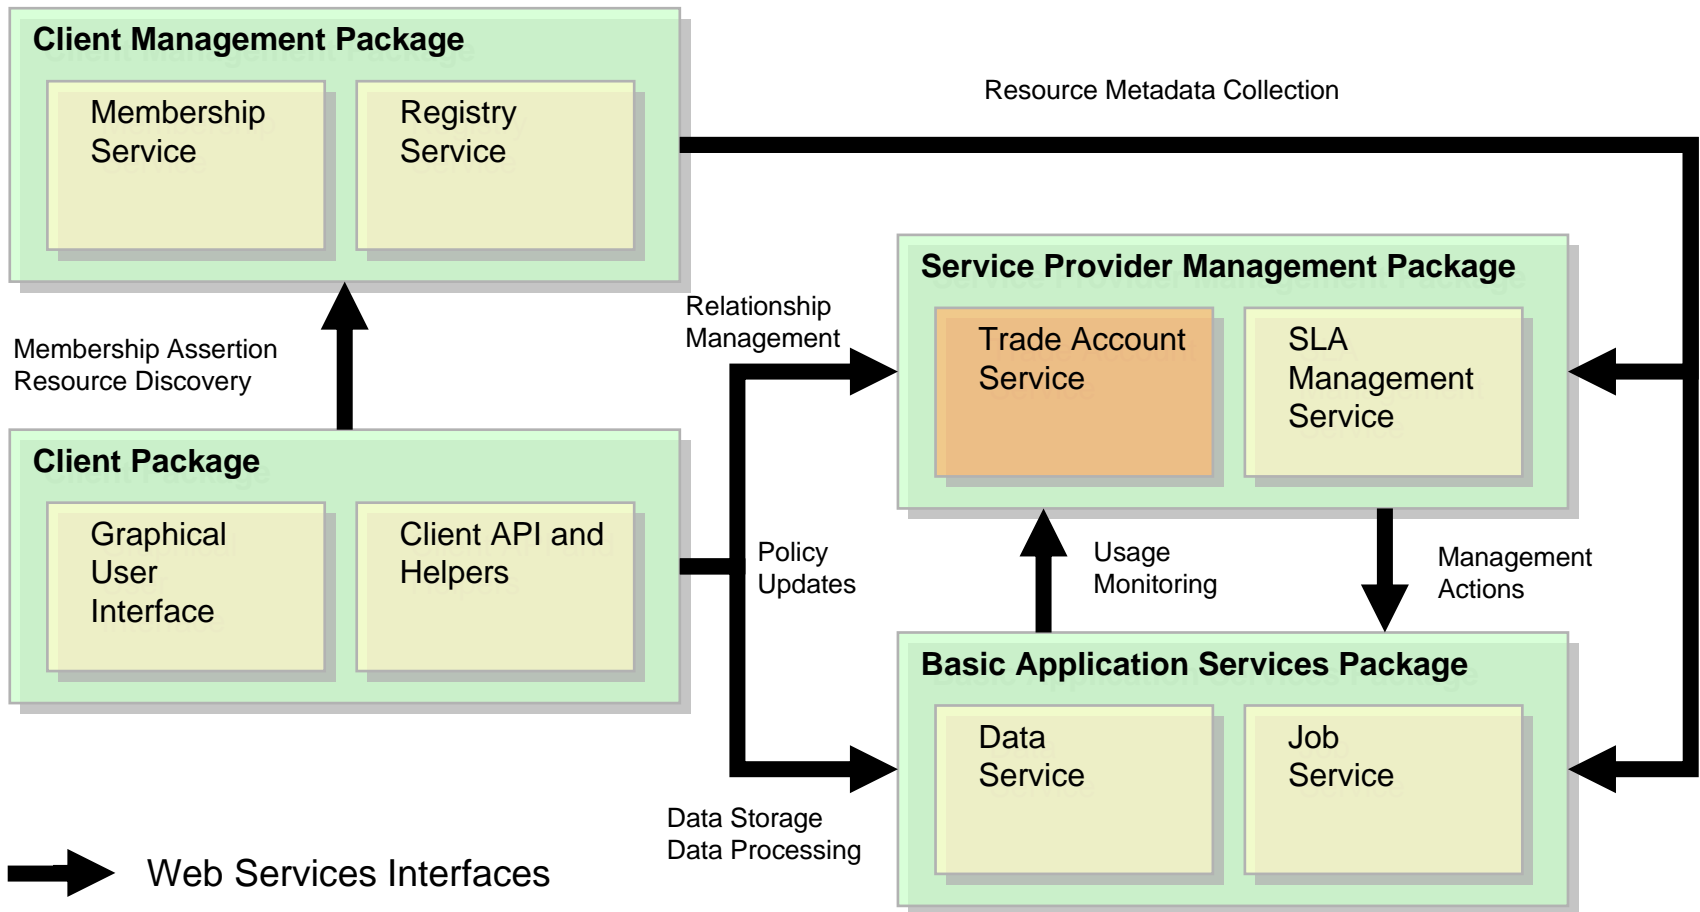 Client Management Package
Membership
Service
Registry
Service
Resource Metadata Collection
Membership Assertion
Resource Discovery
Relationship
Management
Service Provider Management Package
Trade Account
Service
SLA
Management
Service
Client Package
Graphical
User
Interface
Client API and
Helpers
Policy
Updates
Usage
Monitoring
Management
Actions
Basic Application Services Package
Data
Service
Job
Service
Data Storage
Data Processing
Web Services Interfaces